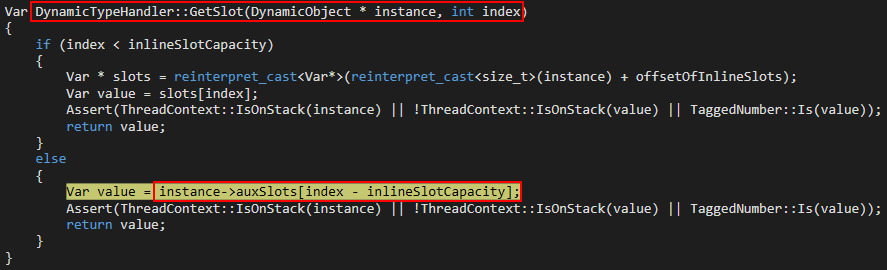 Var DynamicTypeHandler::GetSlot(DynamicObject * instance, int index)
{
    if (index < inlineSlotCapacity)
    {
        Var * slots = reinterpret_cast<Var*>(reinterpret_cast<size_t>(instance) + offsetOfInlineSlots);
        Var value = slots[index];
        Assert(ThreadContext::IsOnStack(instance) || !ThreadContext::IsOnStack(value) || TaggedNumber::Is(value));
        return value;
    }
    else
    {
        Var value = instance->auxSlots[index - inlineSlotCapacity];
        Assert(ThreadContext::IsOnStack(instance) || !ThreadContext::IsOnStack(value) || TaggedNumber::Is(value));
        return value;
    }
}